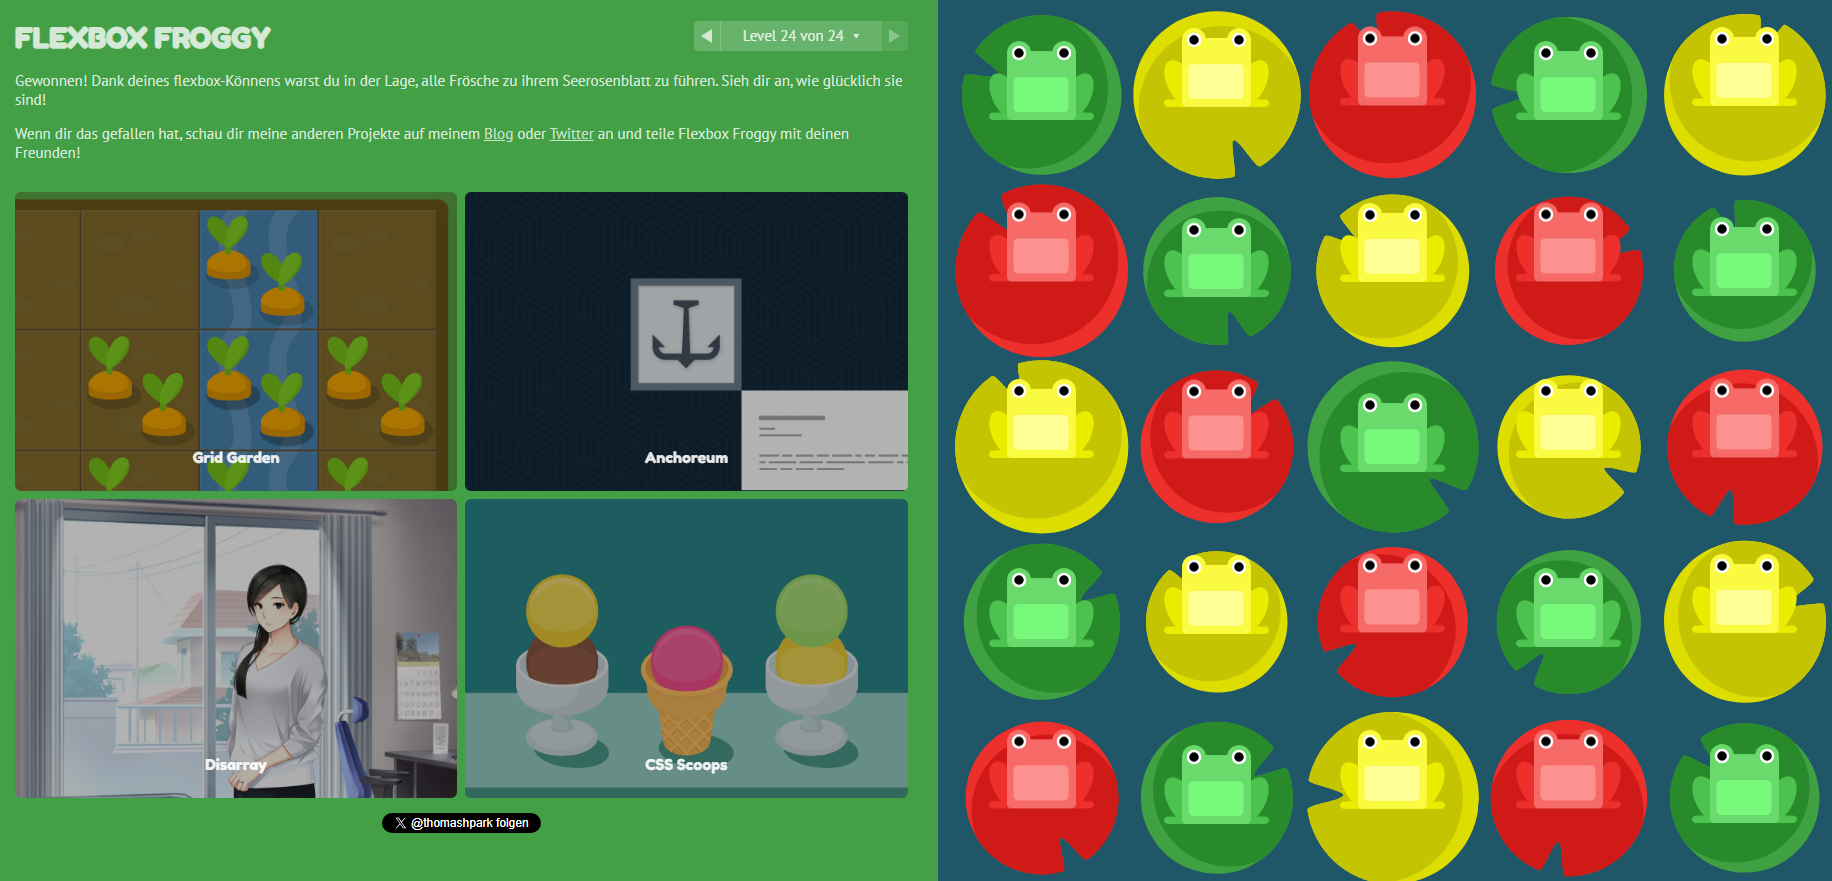 FLEXBOX FROGGY
Level 24 von 24
Gewonnen! Dank deines flexbox-Könnens warst du in der Lage, alle Frösche zu ihrem Seerosenblatt zu führen. Sieh dir an, wie glücklich sie
sind!
Wenn dir das gefallen hat, schau dir meine anderen Projekte auf meinem Blog oder Twitter an und teile Flexbox Froggy mit deinen
Freunden!
Grid Garden
Anchoreum
Disarray
CSS Scoops
@thomashpark folgen